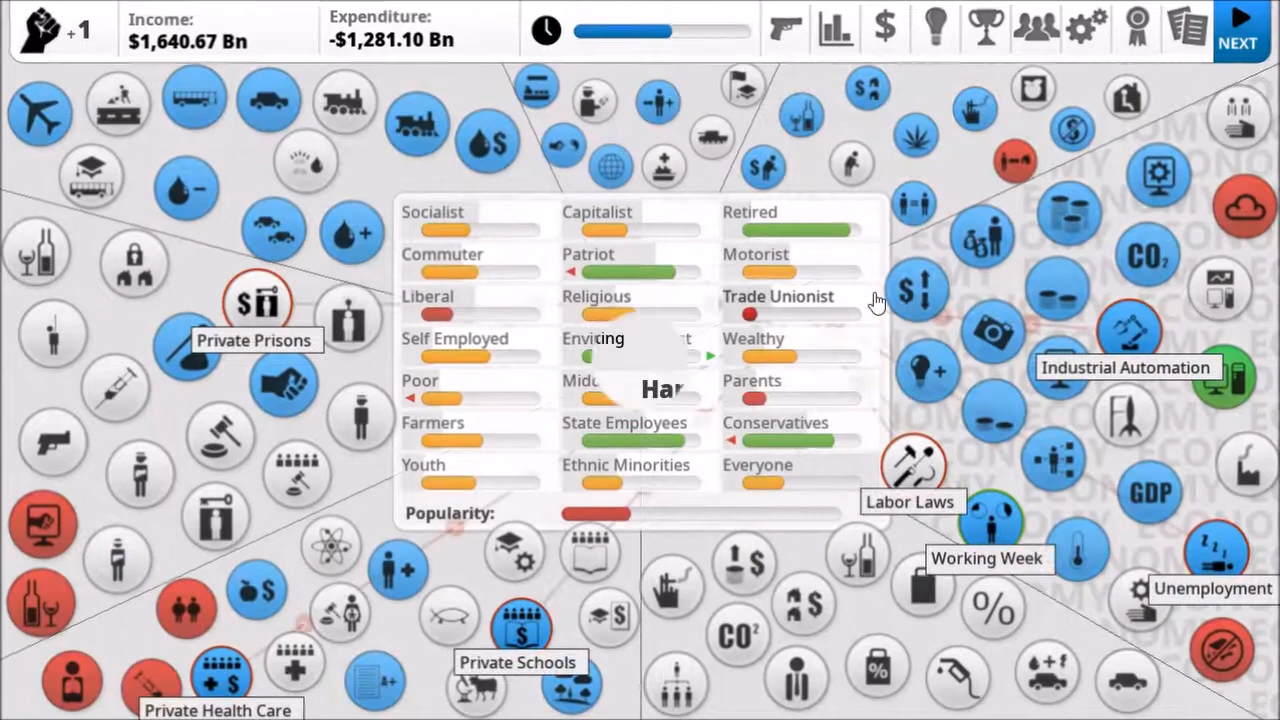 +1
Income:
$1,640.67 Bn
Expenditure:
-$1,281.10 Bn
$
NEXT
Socialist
Capitalist
Retired
Commuter
Patriot
Motorist
Liberal
Religious
Trade Unionist
Self Employed
cing
Wealthy
Poor
Parents
Farmers
State Employees
Conservatives
Youth
Ethnic Minorities
Everyone
Popularity:
Private Prisons
Industrial Automation
Labor Laws
Working Week
Unemployment
Private Schools
Private Health Care
CO2
GDP
CO2
%
A+
ECONOMY